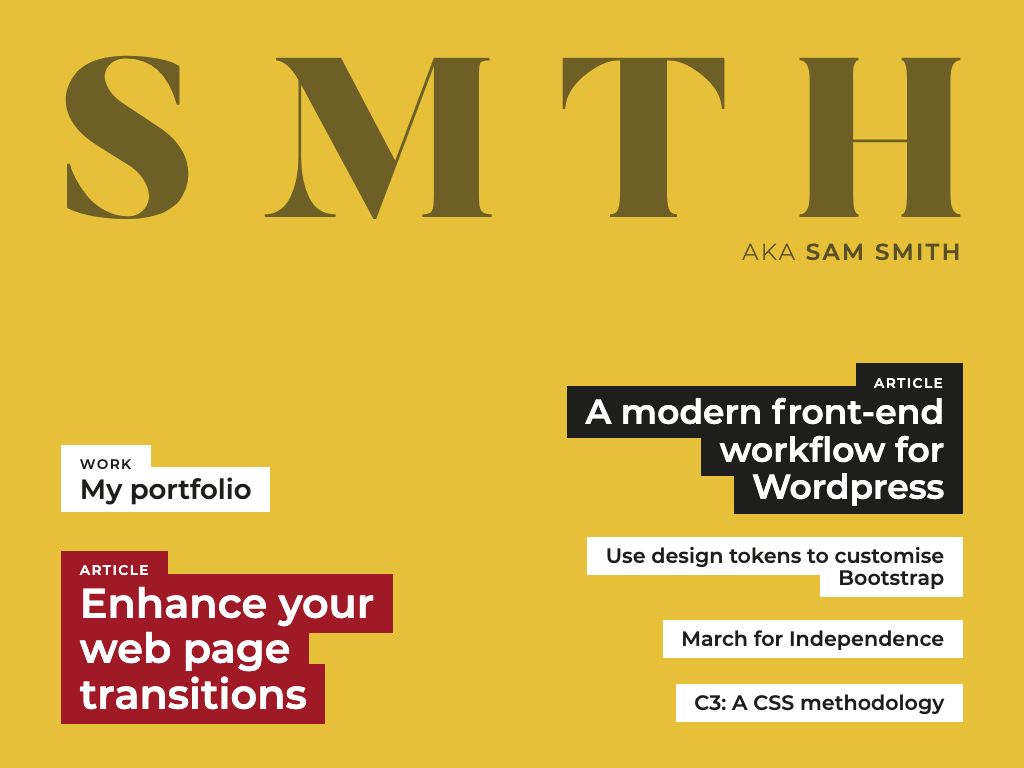 SMTH
AKA SAM SMITH
WORK
My portfolio
ARTICLE
Enhance your
web page
transitions
ARTICLE
A modern front-end
workflow for
Wordpress
Use design tokens to customise
Bootstrap
March for Independence
C3: A CSS methodology